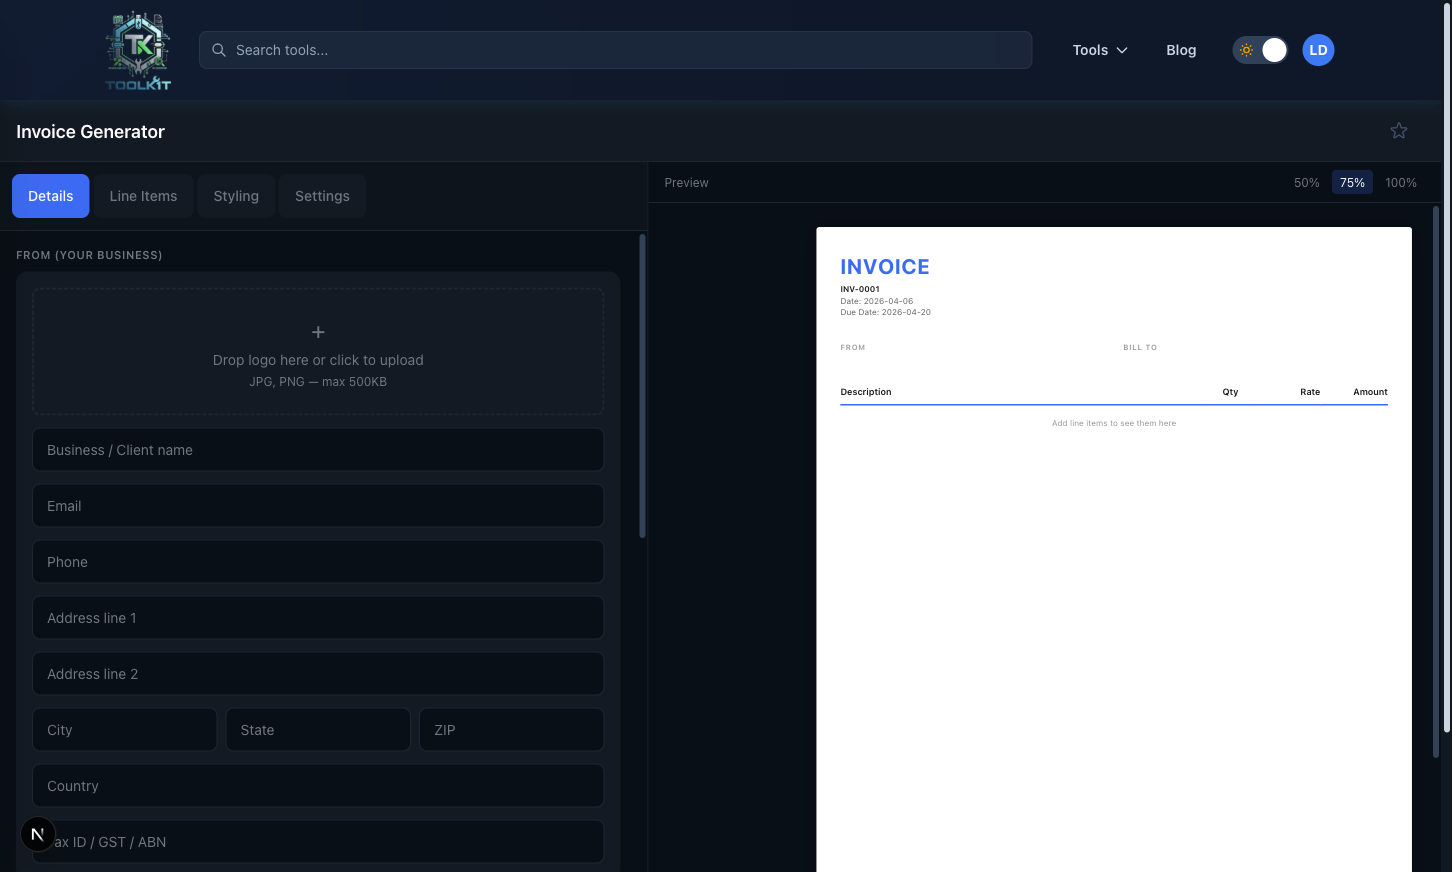 TK
TOOLKIT
Search tools...
Tools
Blog
LD
Invoice Generator
Details
Line Items
Styling
Settings
Preview
50%
75%
100%
FROM (YOUR BUSINESS)
+
Drop logo here or click to upload
JPG, PNG — max 500KB
Business / Client name
Email
Phone
Address line 1
Address line 2
City
State
ZIP
Country
N
ax ID / GST / ABN
INVOICE
INV-0001
Date: 2026-04-06
Due Date: 2026-04-20
FROM
BILL TO
Description
Qty
Rate
Amount
Add line items to see them here